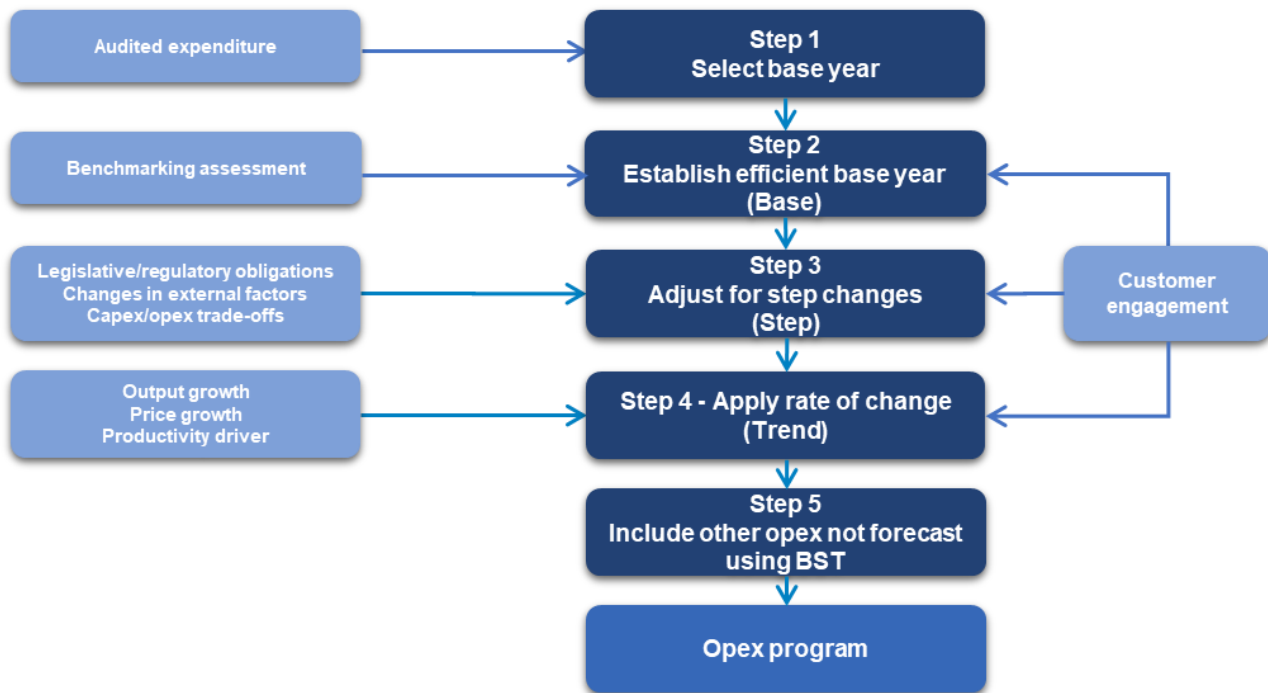 Audited expenditure
Step 1
Select base year
Benchmarking assessment
Step 2
Establish efficient base year
(Base)
Legislative/regulatory obligations
Changes in external factors
Capex/opex trade-offs
Step 3
Adjust for step changes
(Step)
Customer
engagement
Output growth
Price growth
Productivity driver
Step 4 - Apply rate of change
(Trend)
Step 5
Include other opex not forecast
using BST
Opex program